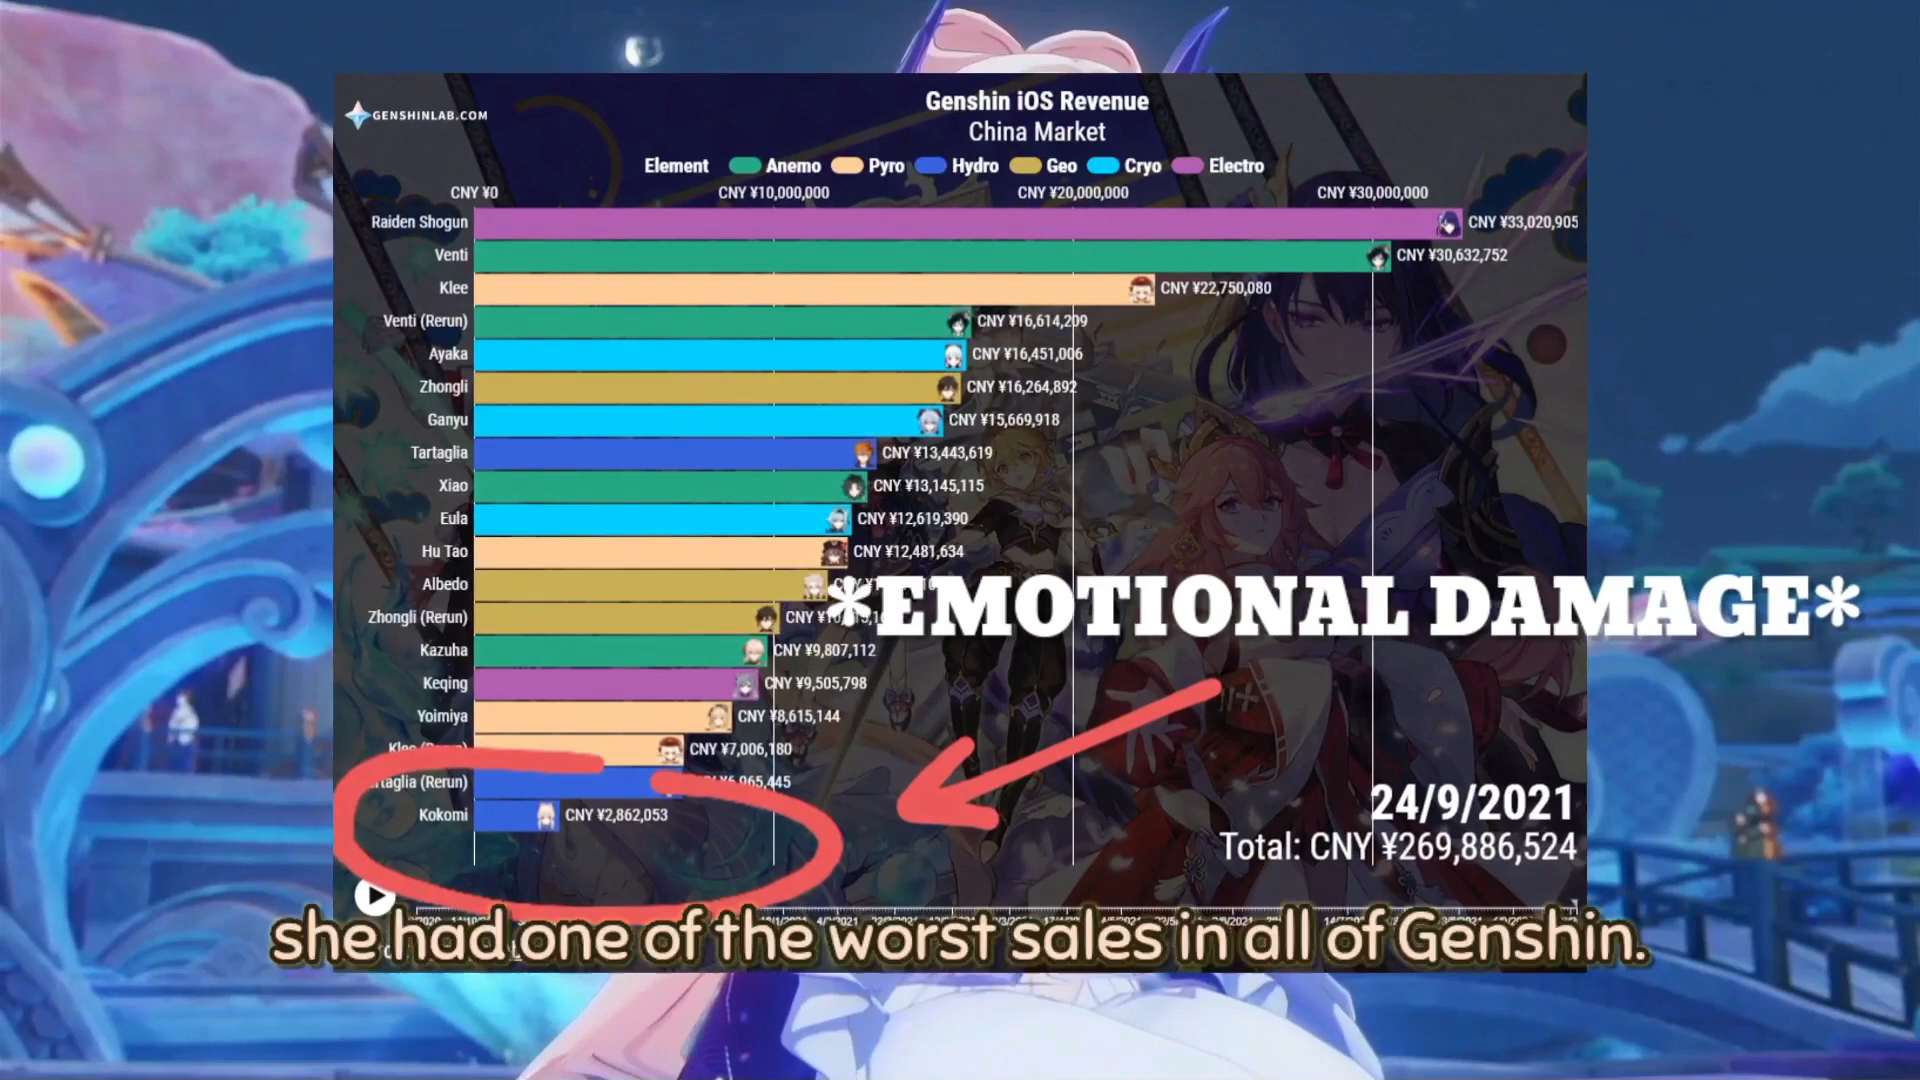 GENSHINLAB.COM
Genshin iOS Revenue
China Market
Element Anemo Pyro Hydro Geo Cryo Electro
CNY ¥0 CNY ¥10,000,000 CNY ¥20,000,000 CNY ¥30,000,000
Raiden Shogun CNY ¥33,020,905
Venti CNY ¥30,632,752
Klee CNY ¥22,750,080
Venti (Rerun) CNY ¥16,614,209
Ayaka CNY ¥16,451,006
Zhongli CNY ¥16,264,892
Ganyu CNY ¥15,669,918
Tartaglia CNY ¥13,443,619
Xiao CNY ¥13,145,115
Eula CNY ¥12,619,390
Hu Tao CNY ¥12,481,634
Albedo
*EMOTIONAL DAMAGE*
Zhongli (Rerun) CNY
Kazuha CNY ¥9,807,112
Keqing CNY ¥9,505,798
Yoimiya CNY ¥8,615,144
CNY ¥7,006,180
(Rerun)
Kokomi CNY ¥2,862,053
24/9/2021
Total: CNY ¥269,886,524
she had one of the worst sales in all of Genshin.